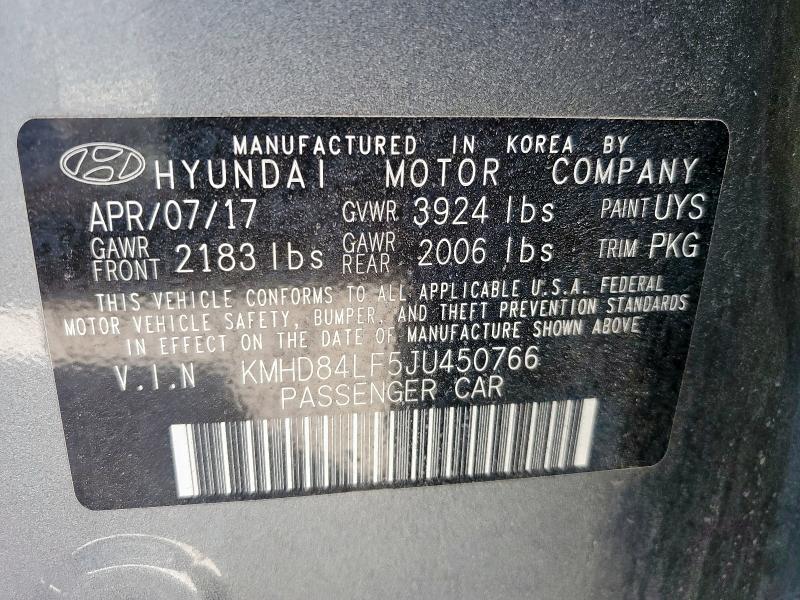 MANUFACTURED IN KOREA BY
HYUNDAI MOTOR COMPANY
APR/07/17 GVWR 3924 lbs PAINT UYS
GAWR FRONT 2183 lbs GAWR REAR 2006 lbs TRIM PKG
THIS VEHICLE CONFORMS TO ALL APPLICABLE U.S.A. FEDERAL
MOTOR VEHICLE SAFETY, BUMPER, AND THEFT PREVENTION STANDARDS
IN EFFECT ON THE DATE OF MANUFACTURE SHOWN ABOVE.
V.I.N KMHD84LF5JU450766
PASSENGER CAR